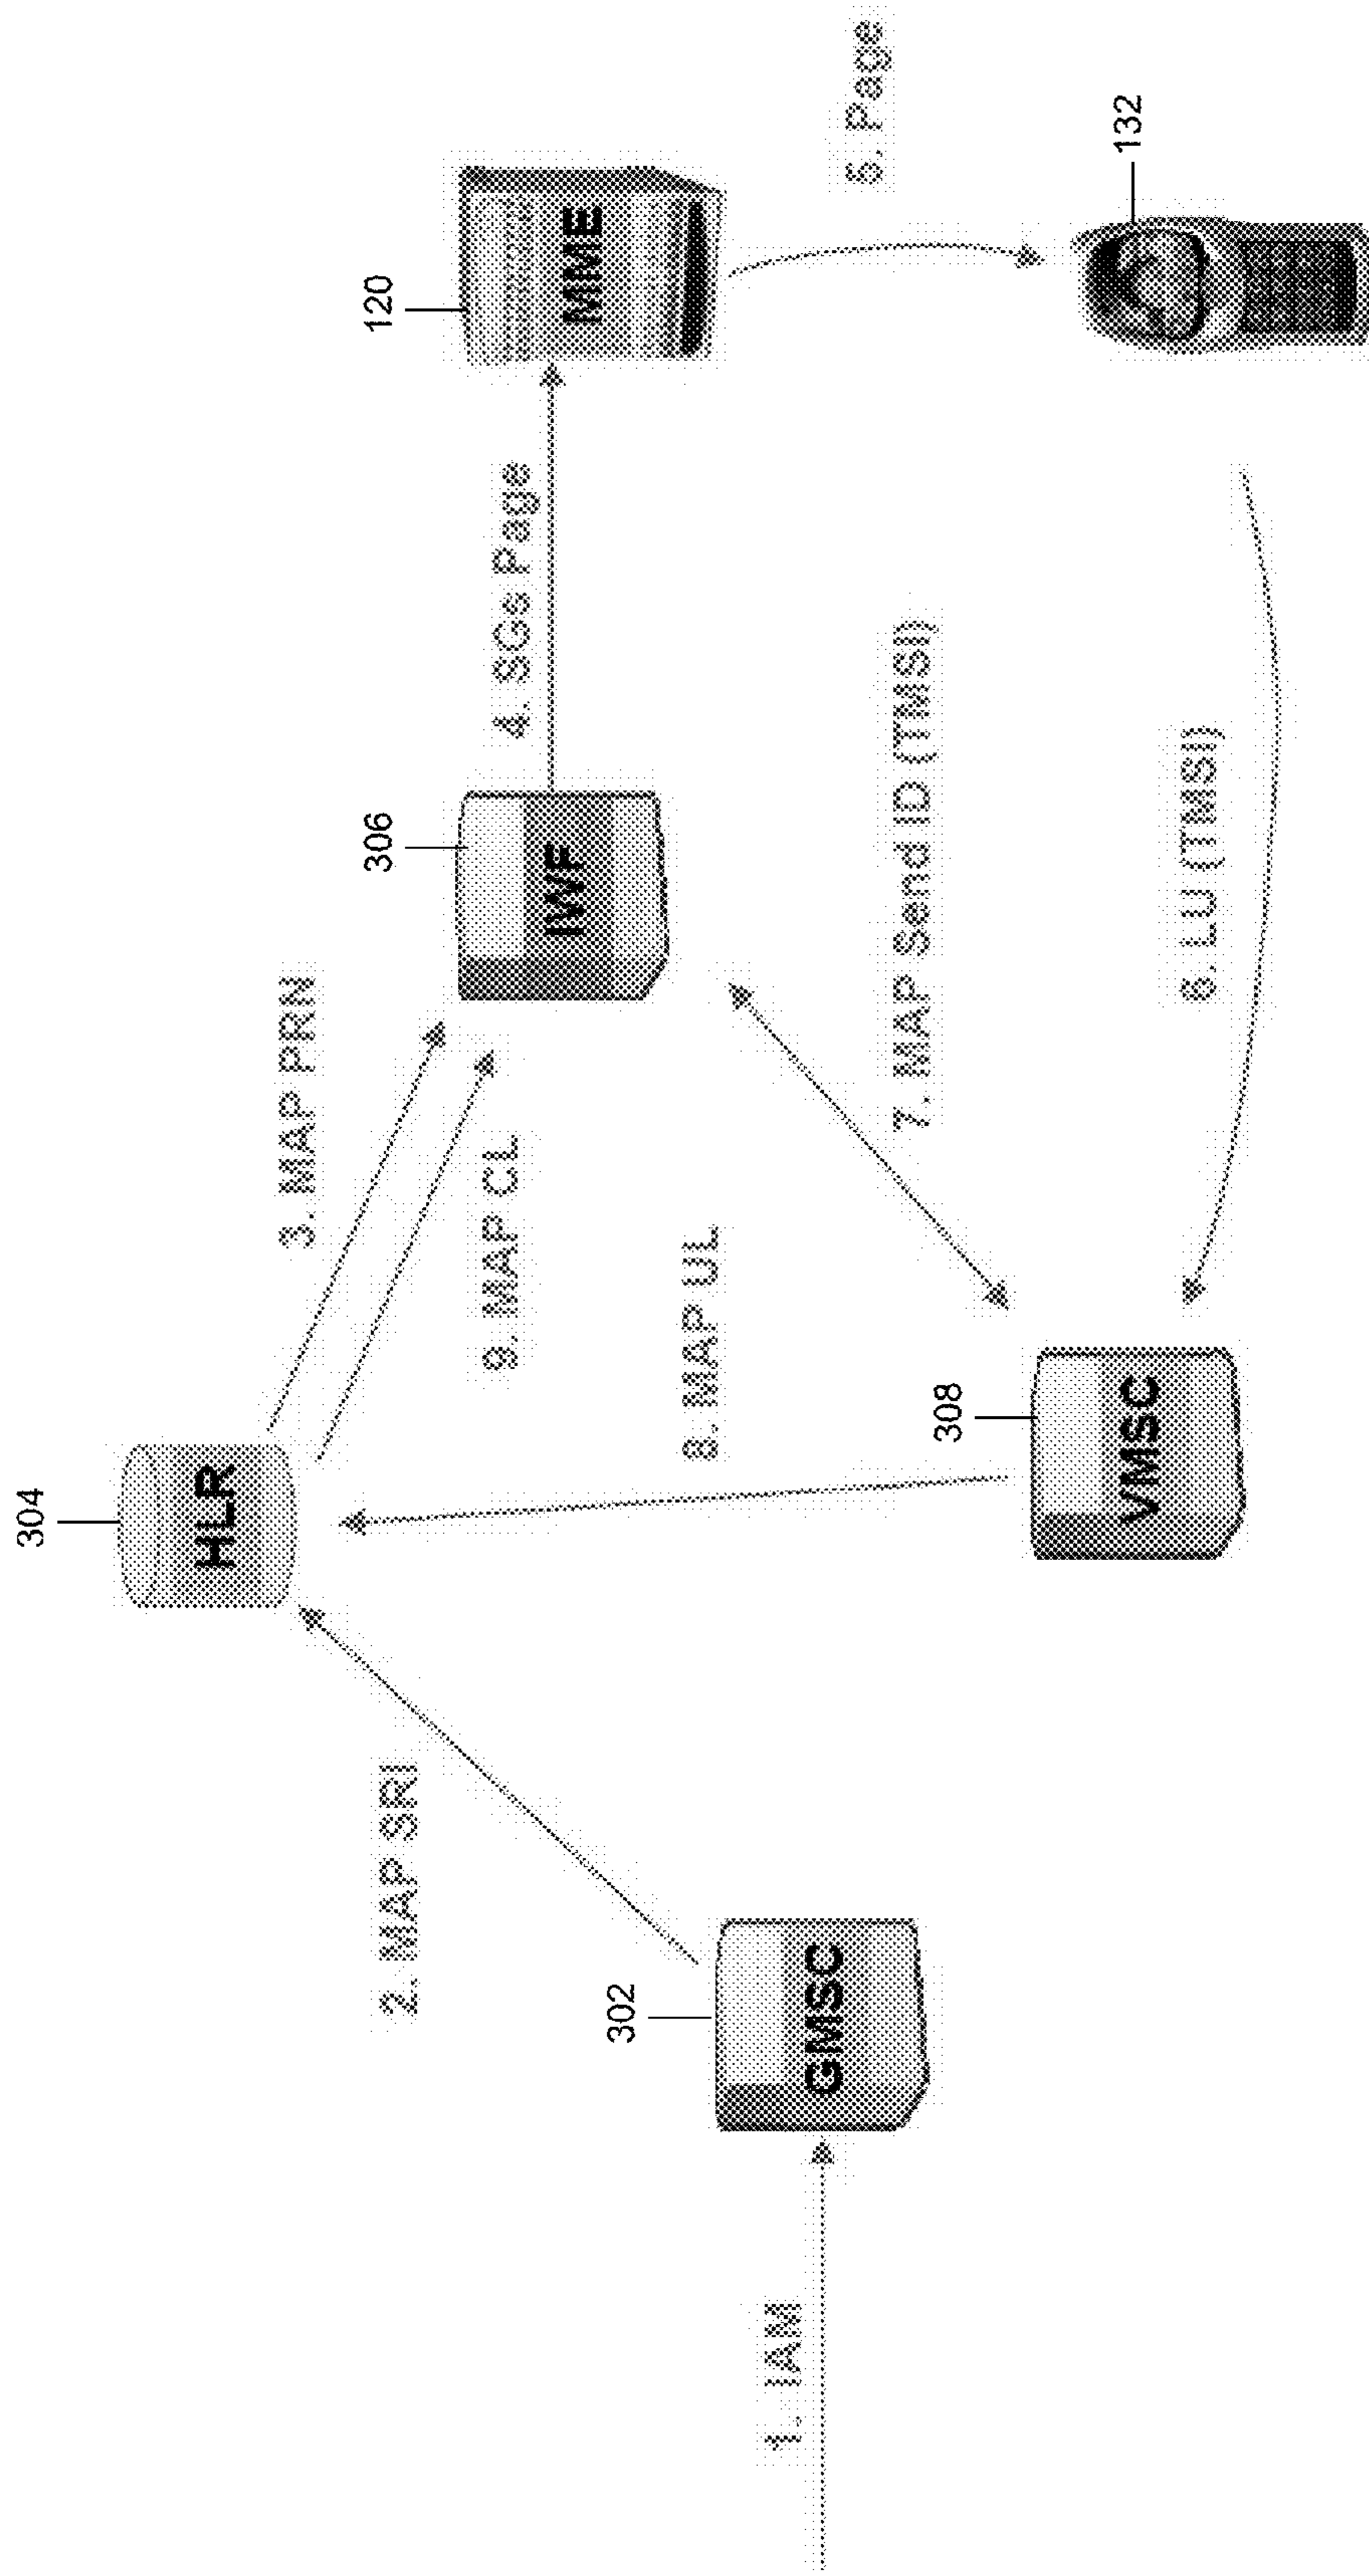 304
HLR
3. MAP PRN
306
IWF
4. SGs Page
120
MME
5. Page
2. MAP SRI
9. MAP CL
8. MAP UL
302
GMSC
1. IAM
308
VMSC
7. MAP Send ID (TMSI)
6. LU (TMSI)
132